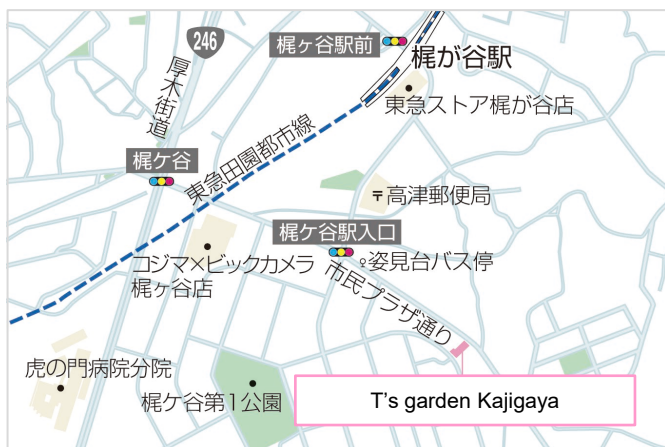 246
梶ヶ谷駅前
梶が谷駅
厚木街道
東急ストア梶が谷店
梶ケ谷
東急田園都市線
〒高津郵便局
梶ケ谷駅入口
コジマ×ビックカメラ
梶ヶ谷店
姿見台バス停
市民プラザ通り
虎の門病院分院
梶ケ谷第1公園
T's garden Kajigaya